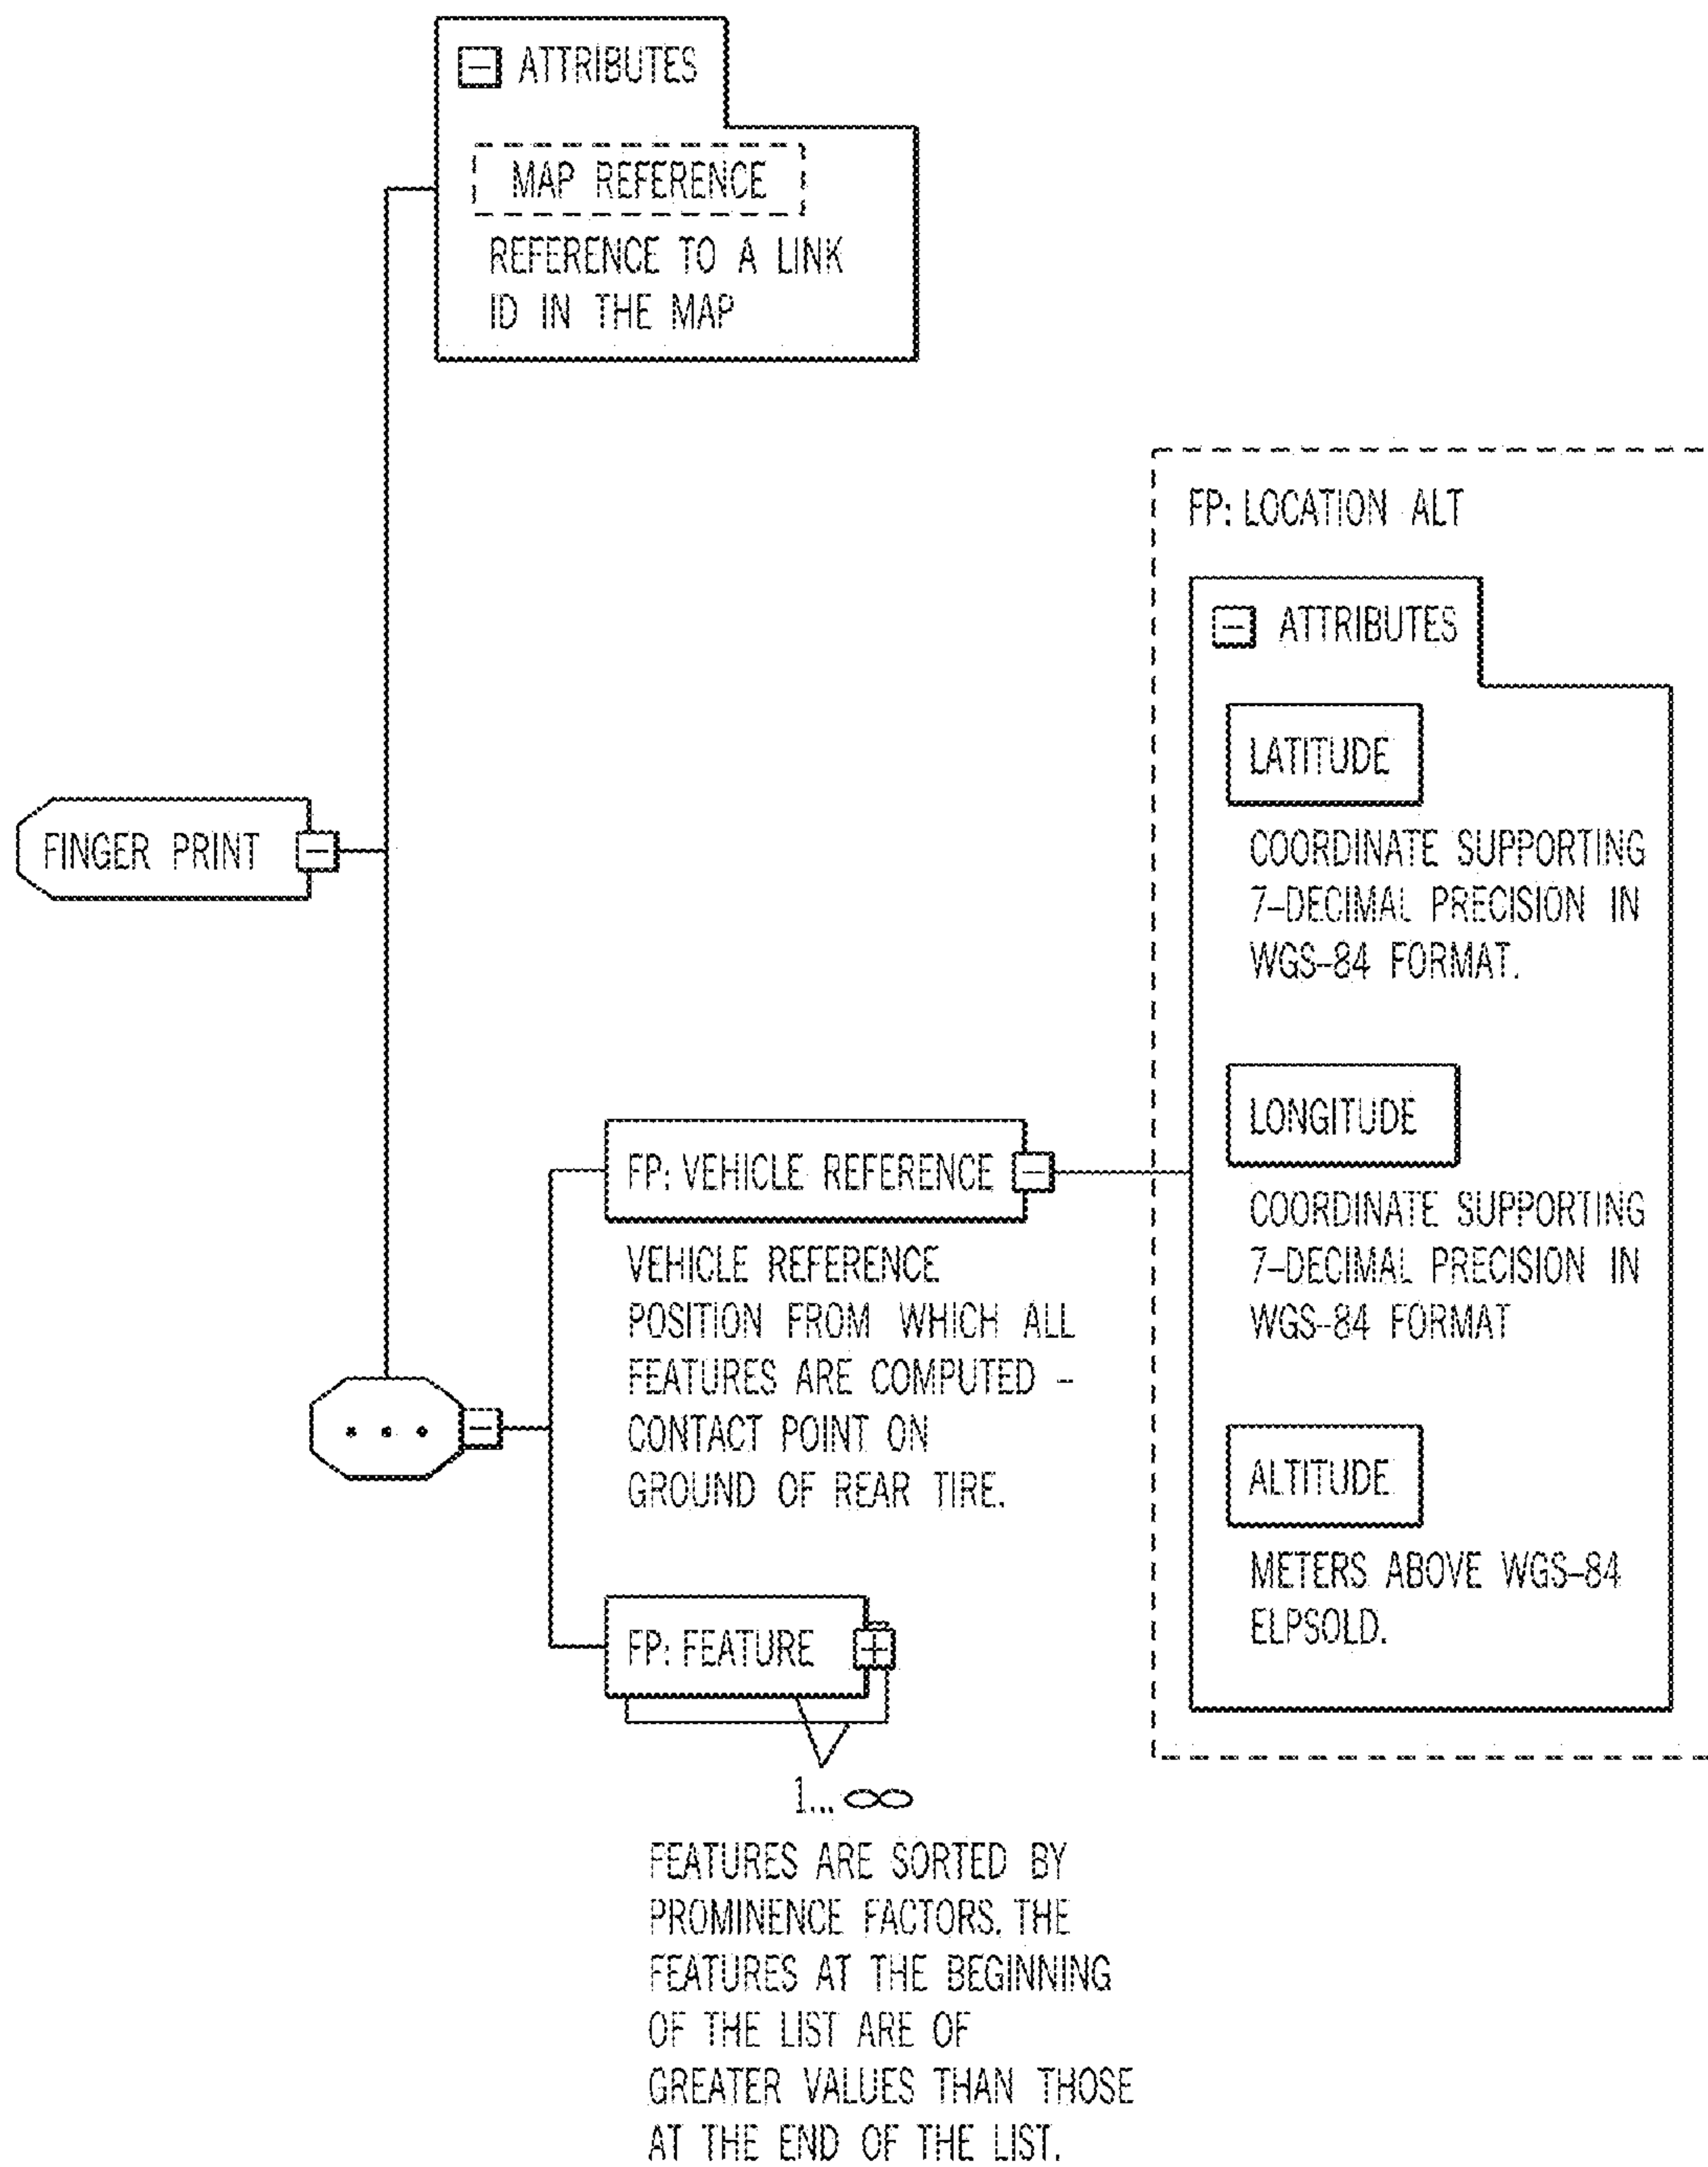 ATTRIBUTES
MAP REFERENCE
REFERENCE TO A LINK
ID IN THE MAP
FINGER PRINT
FP: VEHICLE REFERENCE
VEHICLE REFERENCE
POSITION FROM WHICH ALL
FEATURES ARE COMPUTED –
CONTACT POINT ON
GROUND OF REAR TIRE.
FP: FEATURE
1... ∞
FEATURES ARE SORTED BY
PROMINENCE FACTORS. THE
FEATURES AT THE BEGINNING
OF THE LIST ARE OF
GREATER VALUES THAN THOSE
AT THE END OF THE LIST.
FP: LOCATION ALT
ATTRIBUTES
LATITUDE
COORDINATE SUPPORTING
7–DECIMAL PRECISION IN
WGS–84 FORMAT.
LONGITUDE
COORDINATE SUPPORTING
7–DECIMAL PRECISION IN
WGS–84 FORMAT
ALTITUDE
METERS ABOVE WGS–84
ELPSOLD.